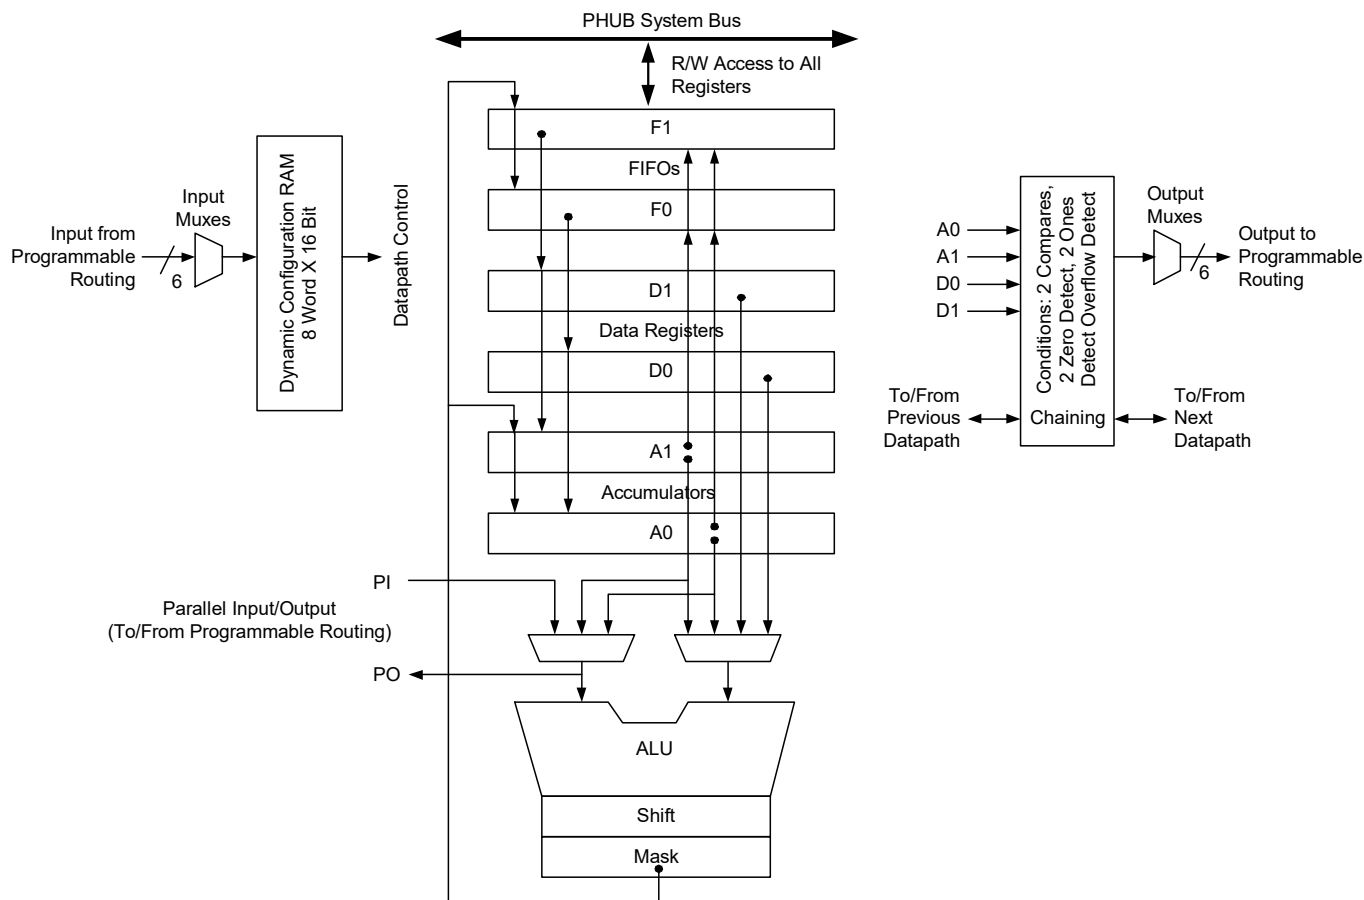 PHUB System Bus
R/W Access to All
Registers
F1
FIFOs
F0
D1
Data Registers
D0
A1
Accumulators
A0
Input from
Programmable
Routing
6
Input
Muxes
Dynamic Configuration RAM
8 Word X 16 Bit
Datapath Control
PI
Parallel Input/Output
(To/From Programmable Routing)
PO
ALU
Shift
Mask
A0
A1
D0
D1
Conditions: 2 Compares,
2 Zero Detect, 2 Ones
Detect Overflow Detect
Chaining
To/From
Previous
Datapath
To/From
Next
Datapath
Output
Muxes
6
Output to
Programmable
Routing